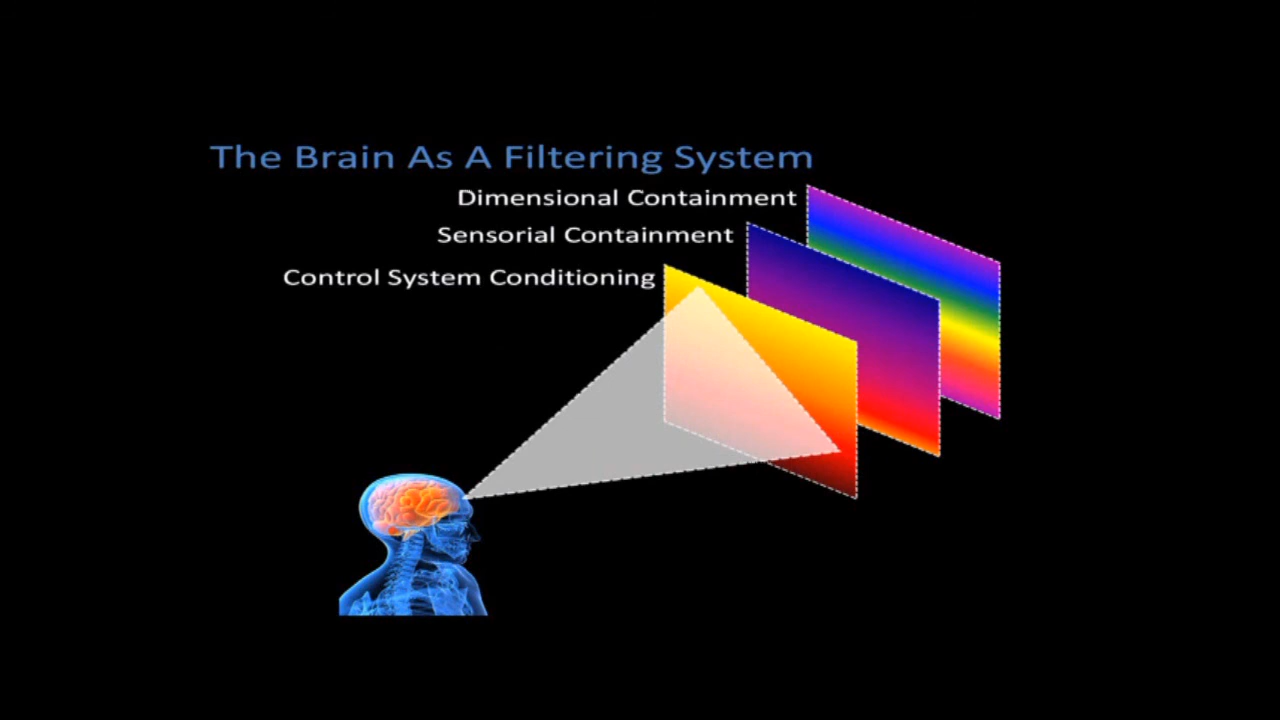 The Brain As A Filtering System
Dimensional Containment
Sensorial Containment
Control System Conditioning